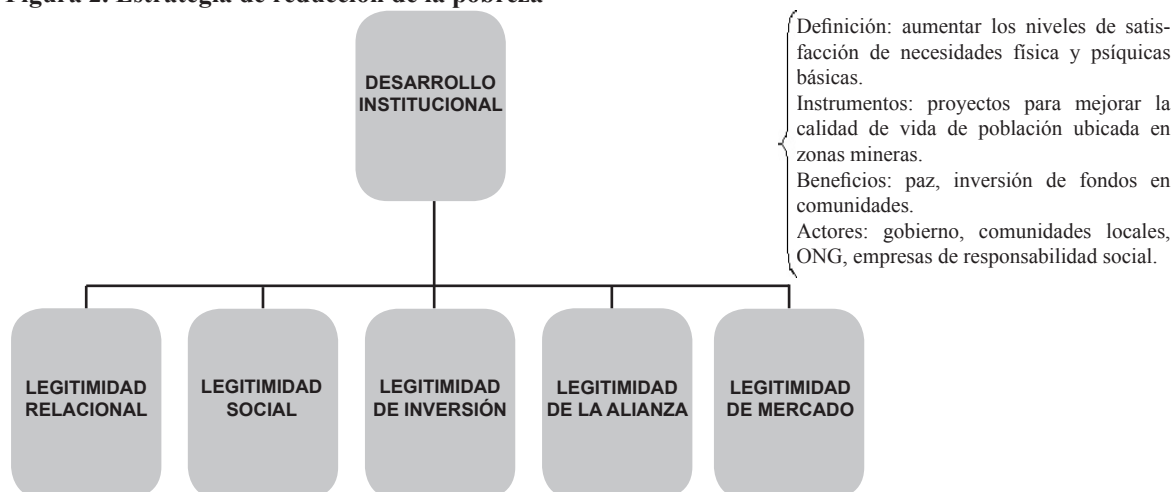 Figura 2. Estrategia de reducción de la pobreza
DESARROLLO
INSTITUCIONAL
Definición: aumentar los niveles de satis-
facción de necesidades física y psíquicas
básicas.
Instrumentos: proyectos para mejorar la
calidad de vida de población ubicada en
zonas mineras.
Beneficios: paz, inversión de fondos en
comunidades.
Actores: gobierno, comunidades locales,
ONG, empresas de responsabilidad social.
LEGITIMIDAD
RELACIONAL
LEGITIMIDAD
SOCIAL
LEGITIMIDAD
DE INVERSIÓN
LEGITIMIDAD
DE LA ALIANZA
LEGITIMIDAD
DE MERCADO